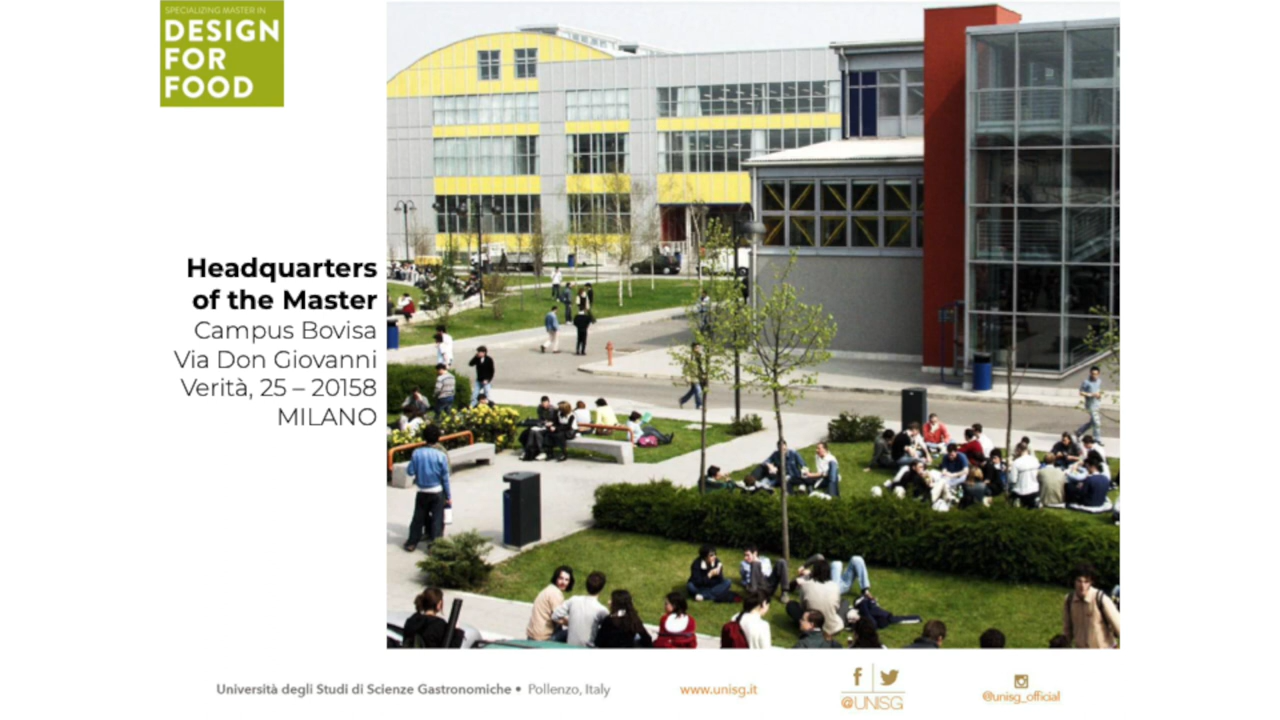 SPECIALIZING MASTER IN
DESIGN
FOR
FOOD
Headquarters
of the Master
Campus Bovisa
Via Don Giovanni
Verità, 25 – 20158
MILANO
Università degli Studi di Scienze Gastronomiche • Pollenzo, Italy
www.unisg.it
@UNISG
@unisg_official